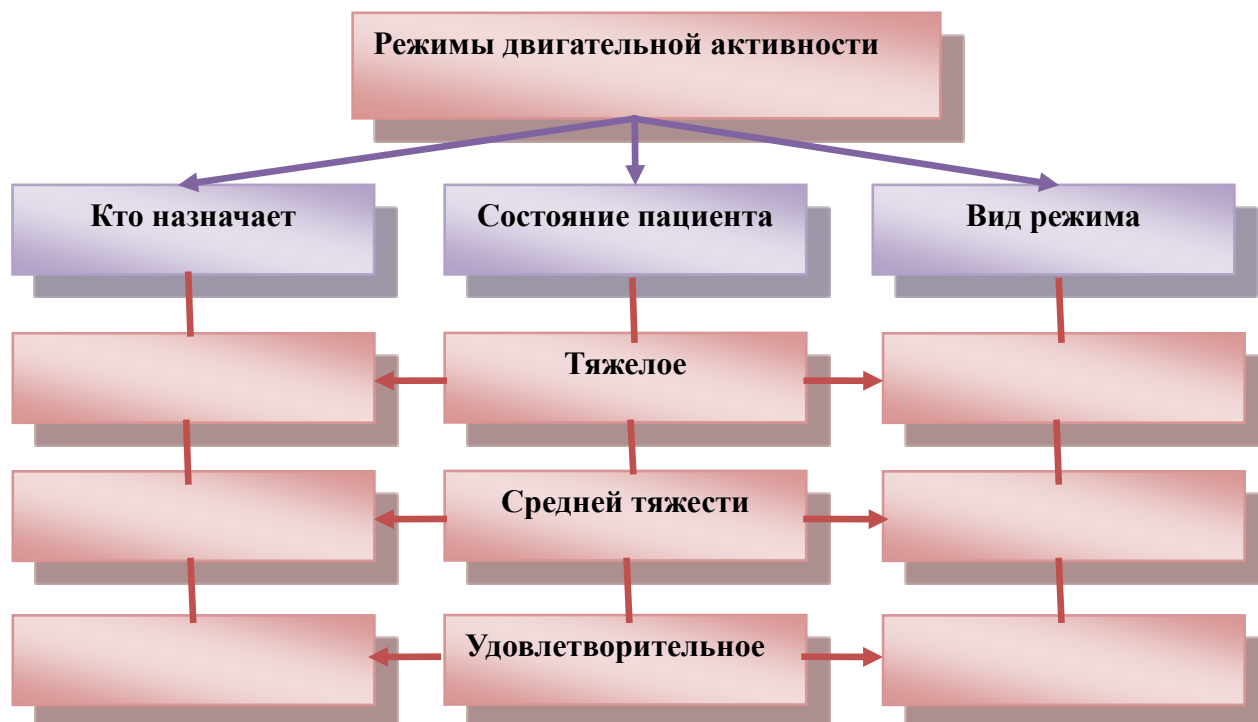 Режимы двигательной активности
Кто назначает
Состояние пациента
Вид режима
Тяжелое
Средней тяжести
Удовлетворительное